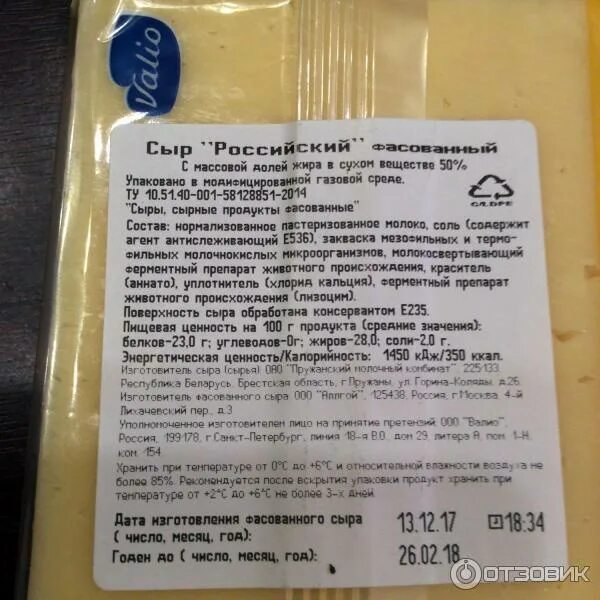 Valio
Сыр "Российский" фасованный
С массовой долей жира в сухом веществе 50%
Упаковано в модифицированной газовой среде.
ТУ 10.51.40-001-58128851-2014
"Сыры, сырные продукты фасованные"
C/LDPE
Состав: нормализованное пастеризованное молоко, соль (содержит
агент антислеживающий Е536), закваска мезофильных и термо-
фильных молочнокислых микроорганизмов, молокосвертывающий
ферментный препарат животного происхождения, краситель
(аннато), уплотнитель (хлорид кальция), ферментный препарат
животного происхождения (лизоцим).
Поверхность сыра обработана консервантом Е235.
Пищевая ценность на 100 г продукта (средние значения):
белков-23,0 г; углеводов-0г; жиров-28,0; соли-2,0 г.
Энергетическая ценность/Калорийность: 1450 кДж/350 ккал.
Изготовитель сыра (сырья): ОАО "Пружанский молочный комбинат", 225133,
Республика Беларусь, Брестская область, г.Пружаны, ул. Горина-Коляды, д.26.
Изготовитель фасованного сыра: ООО "Аллгой", 125438, Россия, г.Москва, 4-й
Лихачевский пер., д.3
Уполномоченное изготовителем лицо на принятие претензий: ООО "Валио",
Россия, 199178, г.Санкт-Петербург, линия 18-я В.О., дом 29, литера А, пом. 1-Н,
ком. 154.
Хранить при температуре от 0°С до +6°С и относительной влажности воздуха не
более 85%. Рекомендуется после вскрытия упаковки продукт хранить при
температуре от +2°С до +6°С не более 3-х дней.
Дата изготовления фасованного сыра
( число, месяц, год): 13.12.17 18:34
Годен до ( число, месяц, год): 26.02.18
ОТЗОВИК